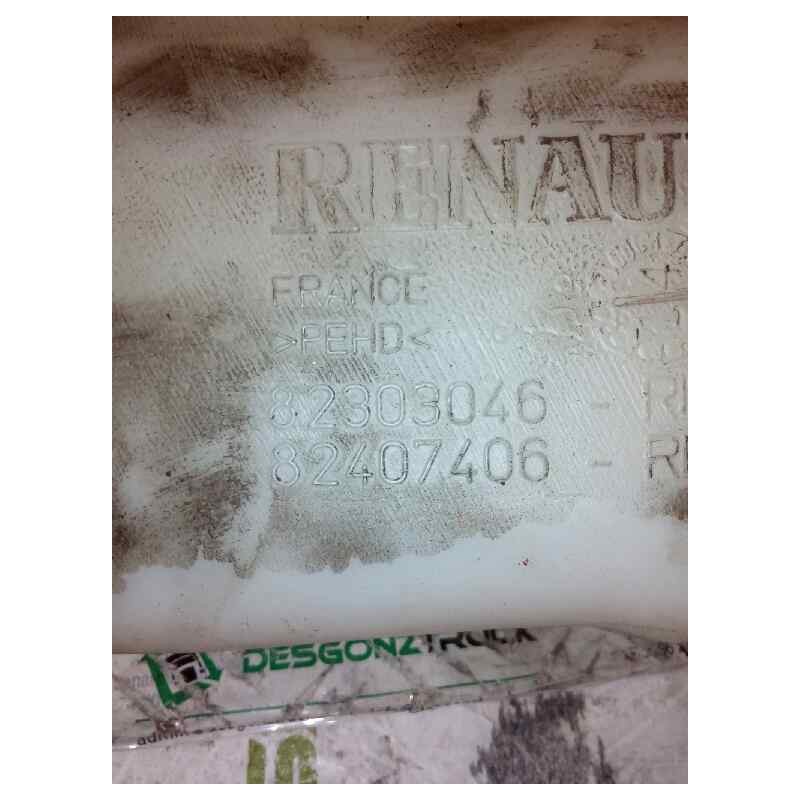 RENAU
FRANCE
>PEHD<
82303046 - R
82407406 - R
DESGONZTRUCK